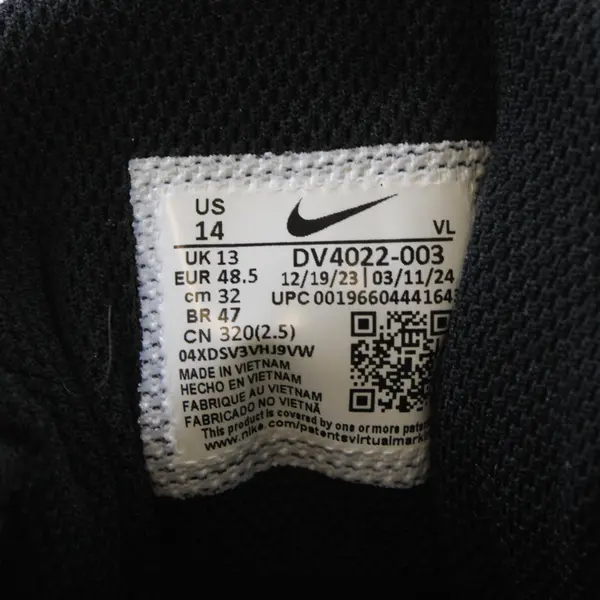 US
14
VL
UK 13
DV4022-003
EUR 48.5
12/19/23 | 03/11/24
cm 32
UPC 0019660444164
BR 47
CN 320(2.5)
04XDSV3VHJ9VW
MADE IN VIETNAM
HECHO EN VIETNAM
FABRIQUE AU VIETNAM
FABRICADO NO VIETNÃ
This product is covered by one or more
www.nike.com/patentsvirtualmark